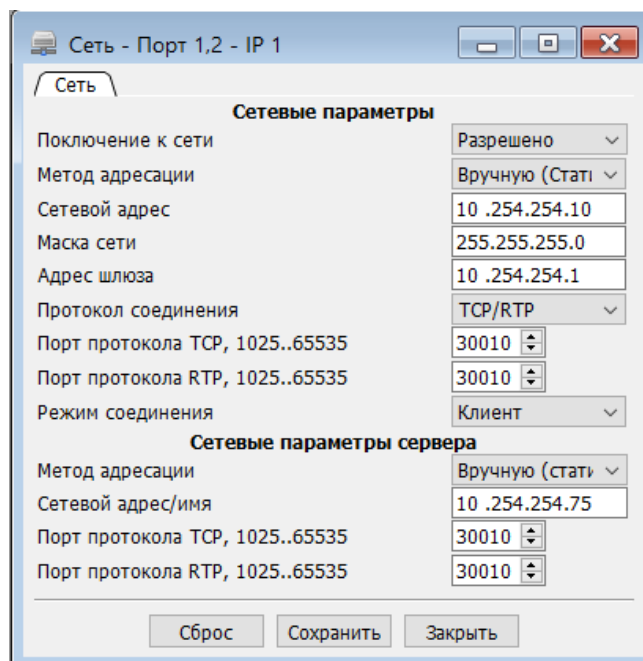 Сеть - Порт 1,2 - IP 1
Сеть
Сетевые параметры
Поключение к сети Разрешено
Метод адресации Вручную (Стати
Сетевой адрес 10 .254.254.10
Маска сети 255.255.255.0
Адрес шлюза 10 .254.254.1
Протокол соединения TCP/RTP
Порт протокола TCP, 1025..65535 30010
Порт протокола RTP, 1025..65535 30010
Режим соединения Клиент
Сетевые параметры сервера
Метод адресации Вручную (стати
Сетевой адрес/имя 10 .254.254.75
Порт протокола TCP, 1025..65535 30010
Порт протокола RTP, 1025..65535 30010
Сброс Сохранить Закрыть